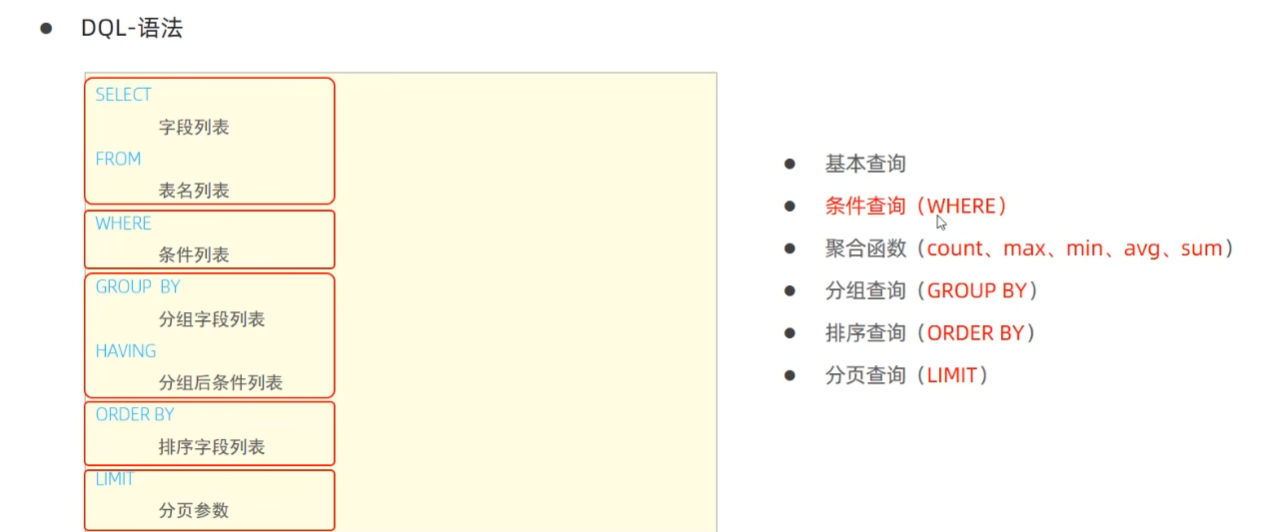 DQL-语法
SELECT
字段列表
FROM
表名列表
WHERE
条件列表
GROUP BY
分组字段列表
HAVING
分组后条件列表
ORDER BY
排序字段列表
LIMIT
分页参数
基本查询
条件查询（WHERE）
聚合函数（count、max、min、avg、sum）
分组查询（GROUP BY）
排序查询（ORDER BY）
分页查询（LIMIT）